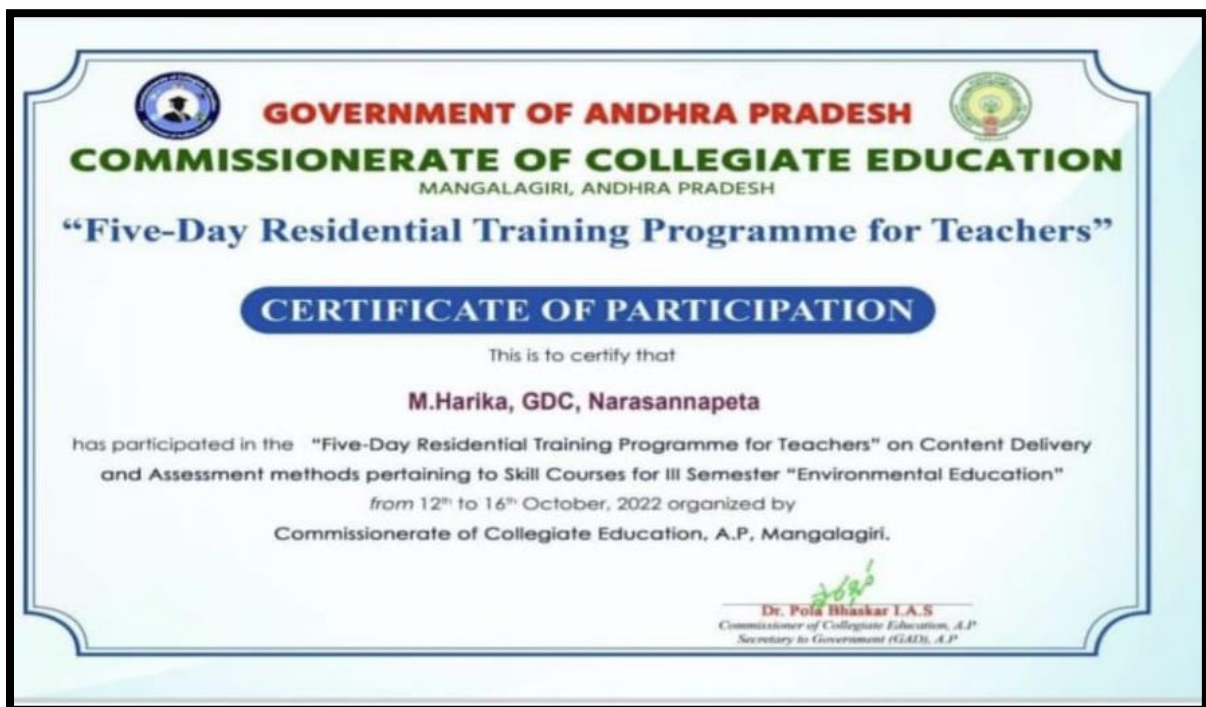 GOVERNMENT OF ANDHRA PRADESH
COMMISSIONERATE OF COLLEGIATE EDUCATION
MANGALAGIRI, ANDHRA PRADESH
“Five-Day Residential Training Programme for Teachers”
CERTIFICATE OF PARTICIPATION
This is to certify that
M.Harika, GDC, Narasannapeta
has participated in the “Five-Day Residential Training Programme for Teachers” on Content Delivery
and Assessment methods pertaining to Skill Courses for III Semester “Environmental Education”
from 12th to 16th October, 2022 organized by
Commissionerate of Collegiate Education, A.P, Mangalagiri.
Dr. Pola Bhaskar I.A.S
Commissioner of Collegiate Education, A.P
Secretary to Government (GAD), A.P